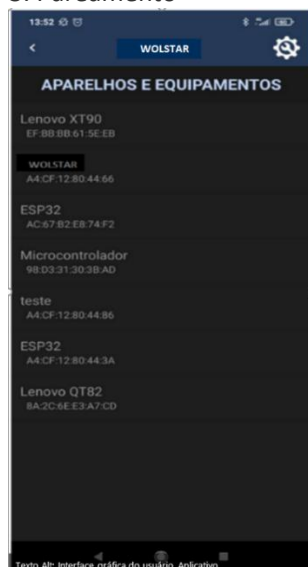 13:52
WOLSTAR
APARELHOS E EQUIPAMENTOS
Lenovo XT90
EF:BB:BB:61:5E:EB
WOLSTAR
A4:CF:12:80:44:66
ESP32
AC:67:B2:E8:74:F2
Microcontrolador
98:D3:31:30:3B:AD
teste
A4:CF:12:80:44:86
ESP32
A4:CF:12:80:44:3A
Lenovo QT82
8A:2C:6E:E3:A7:CD
Texto Alt: Interface gráfica do usuário, Aplicativo